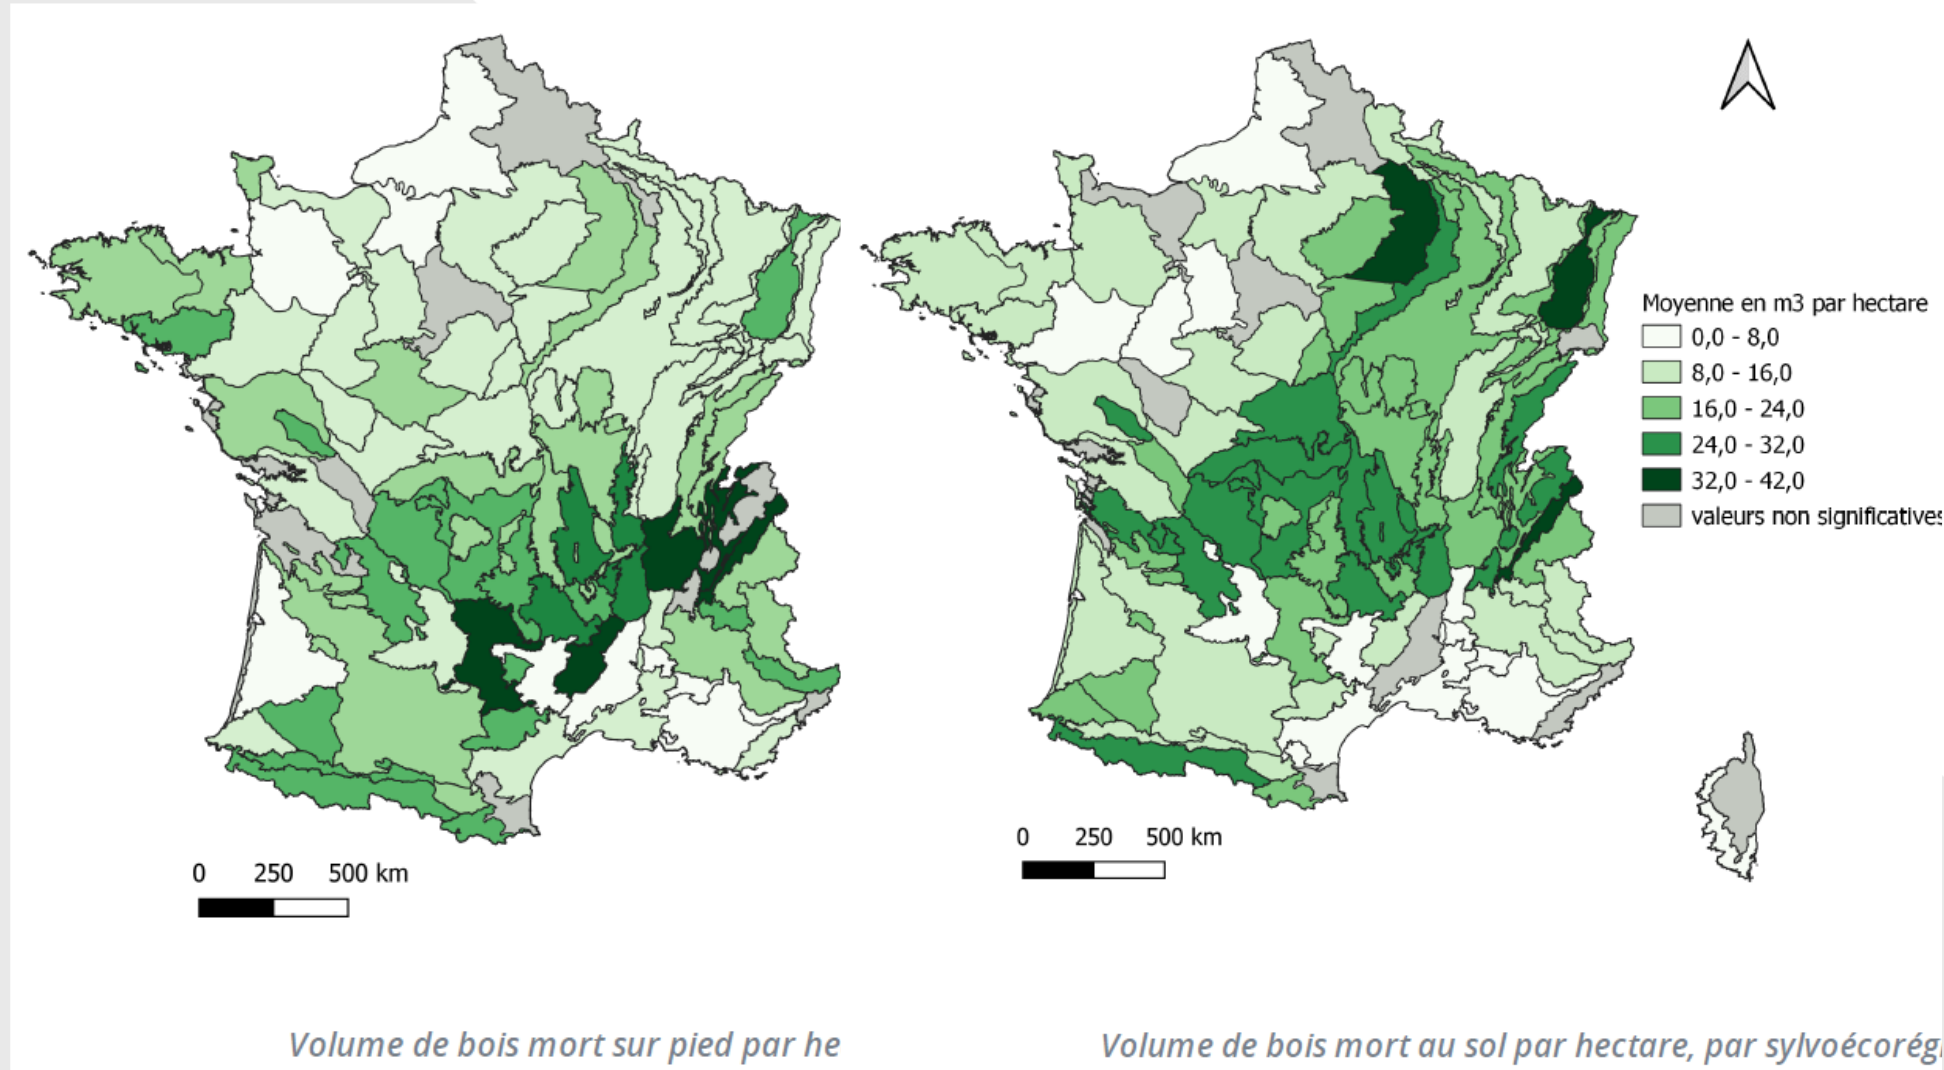 Moyenne en m3 par hectare
0,0 - 8,0
8,0 - 16,0
16,0 - 24,0
24,0 - 32,0
32,0 - 42,0
valeurs non significatives
0 250 500 km
0 250 500 km
Volume de bois mort sur pied par he
Volume de bois mort au sol par hectare, par sylvoécorég